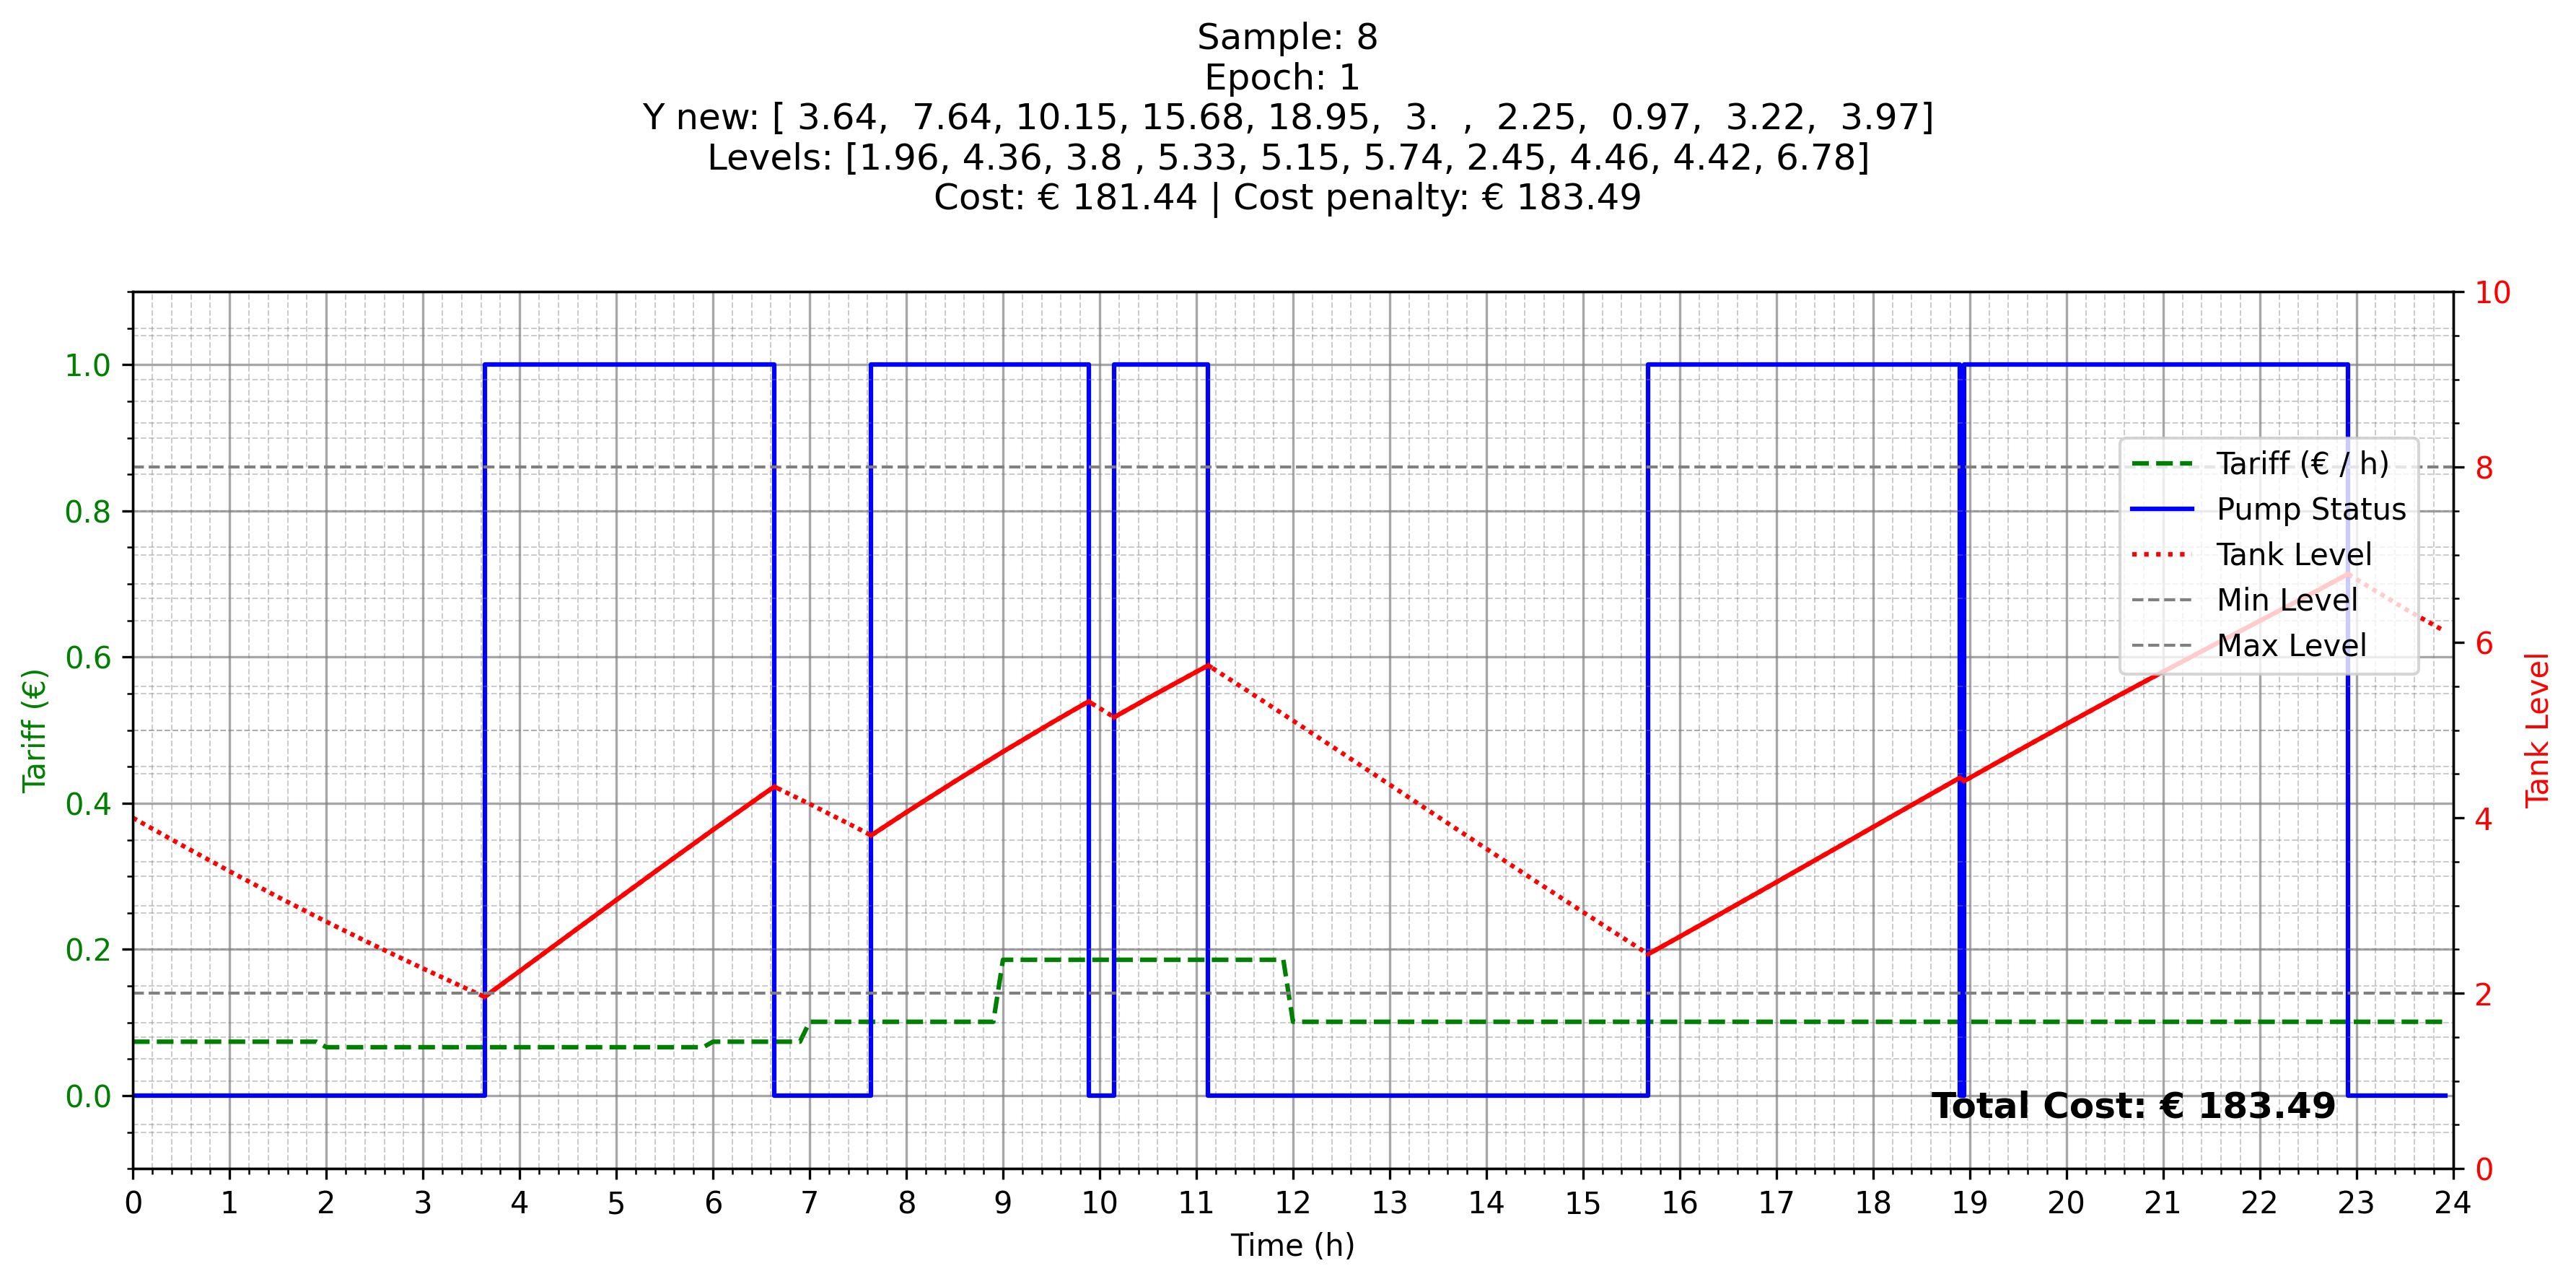 Sample: 8
Epoch: 1
Y new: [ 3.64,  7.64, 10.15, 15.68, 18.95,  3.  ,  2.25,  0.97,  3.22,  3.97]
Levels: [1.96, 4.36, 3.8 , 5.33, 5.15, 5.74, 2.45, 4.46, 4.42, 6.78]
Cost: € 181.44 | Cost penalty: € 183.49
10
1.0
8
Tariff (€ / h)
0.8
Pump Status
Tank Level
Min Level
Max Level
0.6
6
Tariff (€)
Tank Level
0.4
4
0.2
2
0.0
Total Cost: € 183.49
0
0 1 2 3 4 5 6 7 8 9 10 11 12 13 14 15 16 17 18 19 20 21 22 23 24
Time (h)